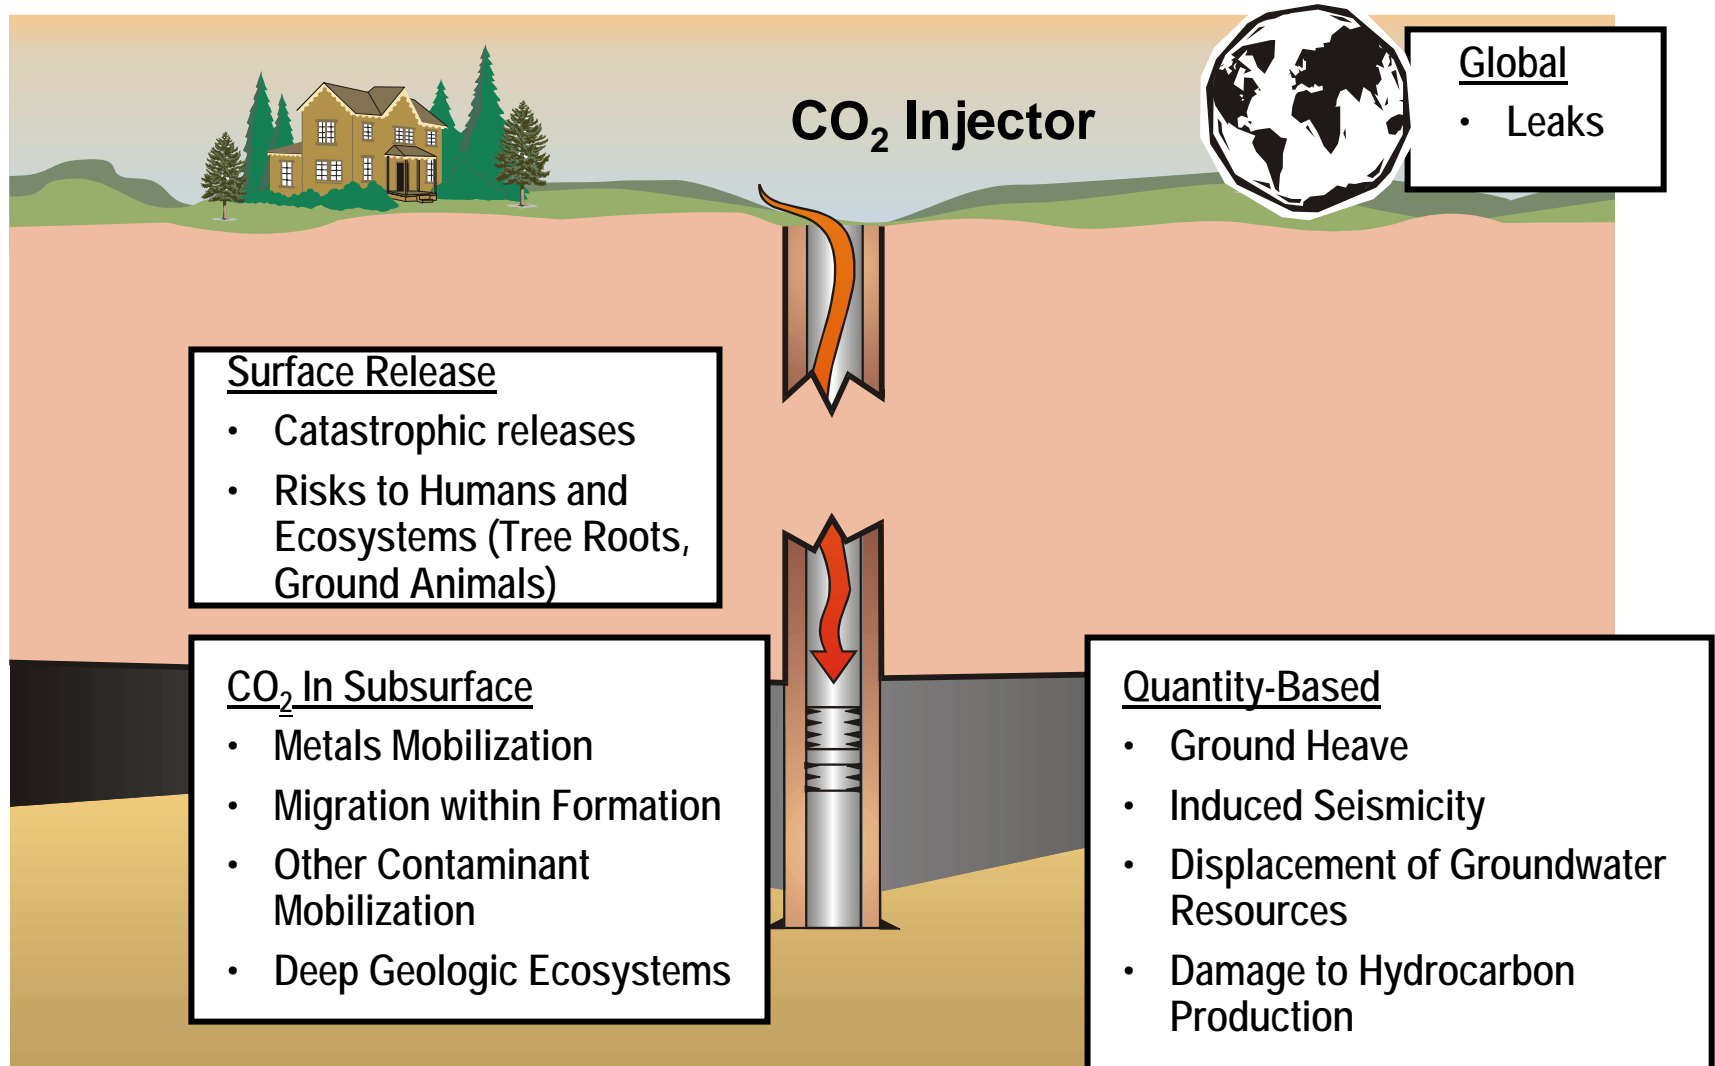 CO₂ Injector
Global
• Leaks
Surface Release
• Catastrophic releases
• Risks to Humans and
Ecosystems (Tree Roots,
Ground Animals)
CO₂ In Subsurface
• Metals Mobilization
• Migration within Formation
• Other Contaminant
Mobilization
• Deep Geologic Ecosystems
Quantity-Based
• Ground Heave
• Induced Seismicity
• Displacement of Groundwater
Resources
• Damage to Hydrocarbon
Production